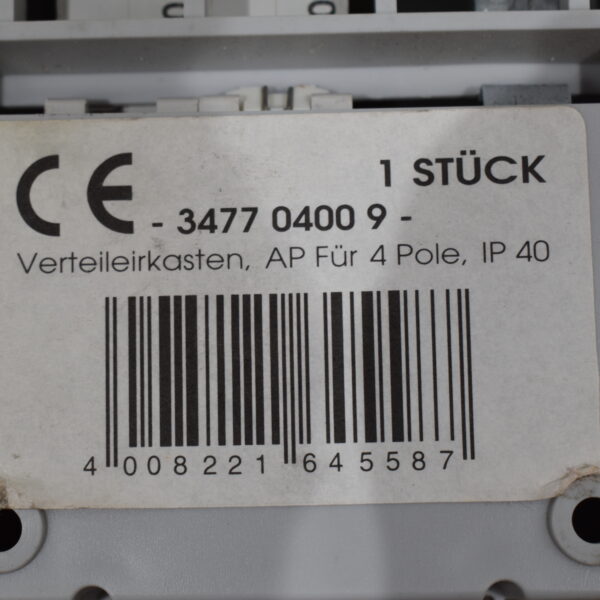 CE
1 STÜCK
- 3477 0400 9 -
Verteileirkasten, AP Für 4 Pole, IP 40
4 008221 645587